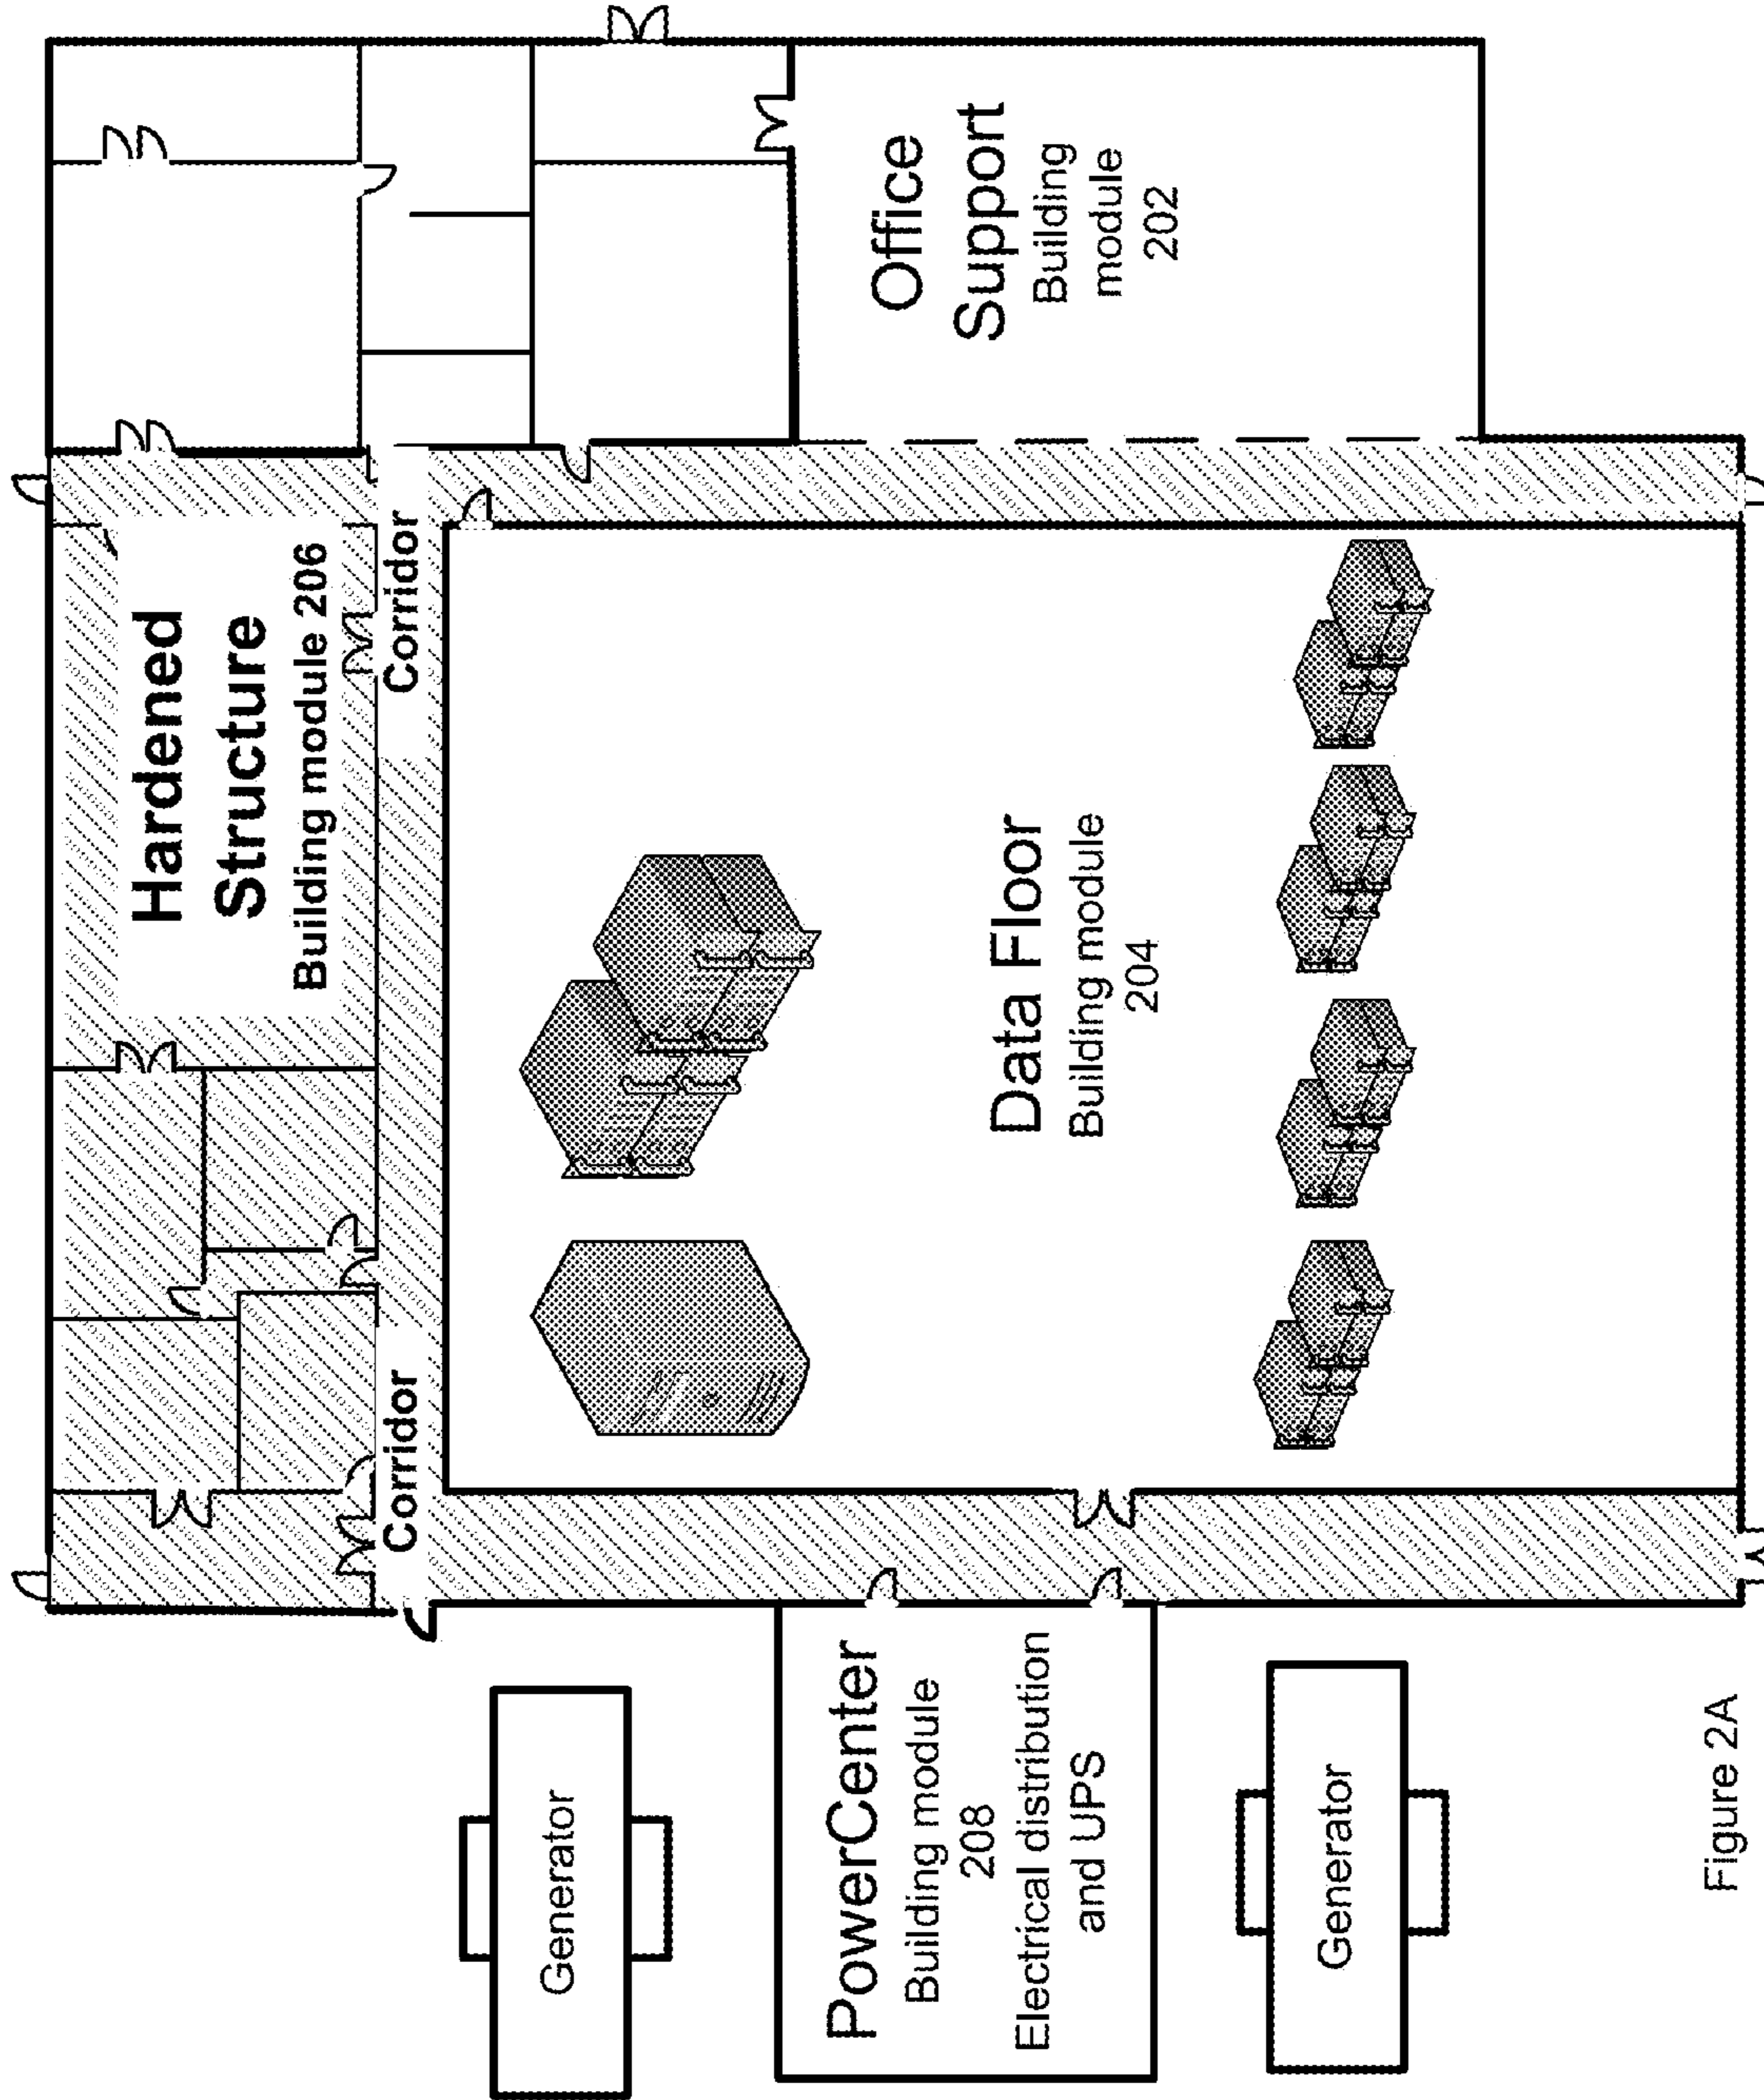 Hardened
Structure
Building module 206
Corridor
Corridor
Office
Support
Building
module
202
Data Floor
Building module
204
Generator
PowerCenter
Building module
208
Electrical distribution
and UPS
Generator
Figure 2A